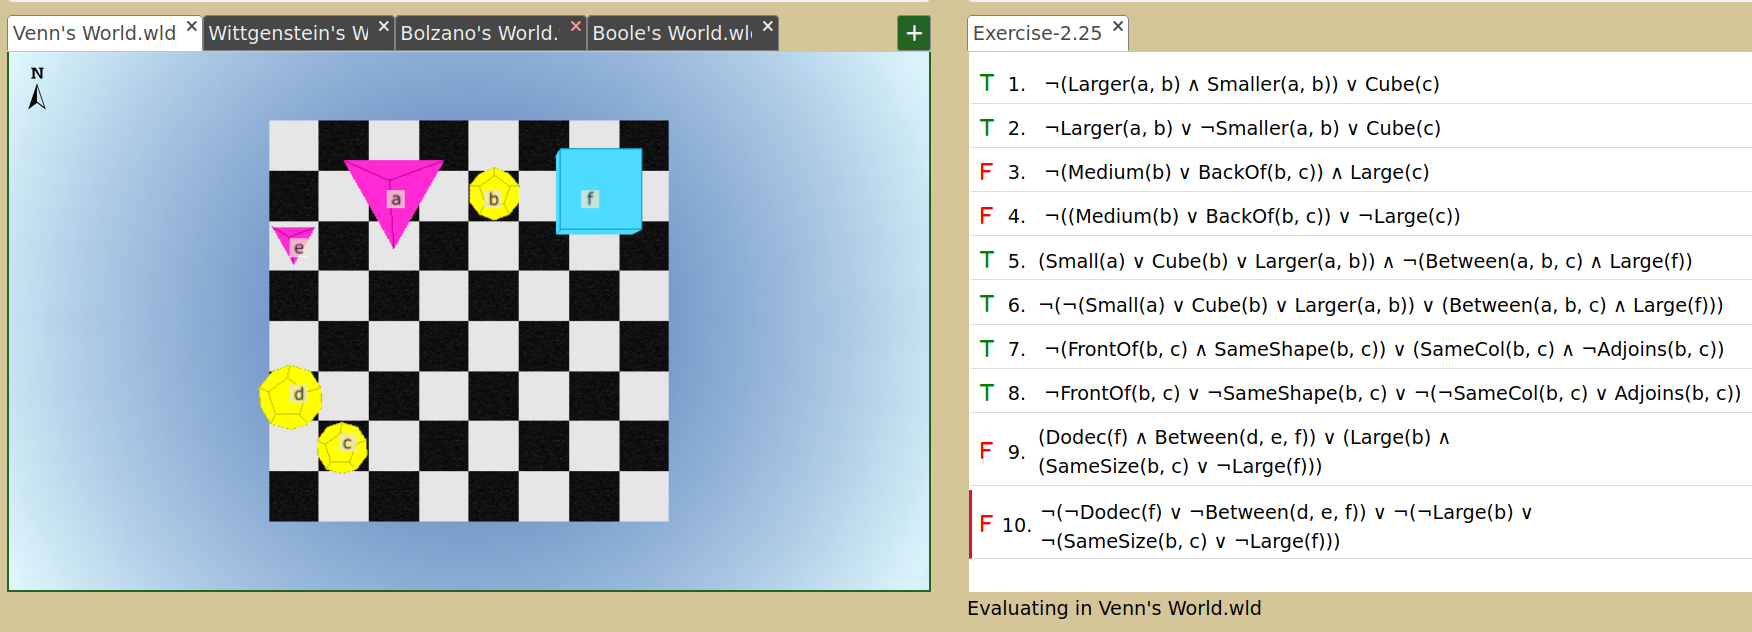 Venn's World.wld × Wittgenstein's W × Bolzano's World. × Boole's World.wl × +
N
a b f
e
d
c
Exercise-2.25 ×
T 1. ¬(Larger(a, b) ∧ Smaller(a, b)) ∨ Cube(c)
T 2. ¬Larger(a, b) ∨ ¬Smaller(a, b) ∨ Cube(c)
F 3. ¬(Medium(b) ∨ BackOf(b, c)) ∧ Large(c)
F 4. ¬((Medium(b) ∨ BackOf(b, c)) ∨ ¬Large(c))
T 5. (Small(a) ∨ Cube(b) ∨ Larger(a, b)) ∧ ¬(Between(a, b, c) ∧ Large(f))
T 6. ¬(¬(Small(a) ∨ Cube(b) ∨ Larger(a, b)) ∨ (Between(a, b, c) ∧ Large(f)))
T 7. ¬(FrontOf(b, c) ∧ SameShape(b, c)) ∨ (SameCol(b, c) ∧ ¬Adjoins(b, c))
T 8. ¬FrontOf(b, c) ∨ ¬SameShape(b, c) ∨ ¬(¬SameCol(b, c) ∨ Adjoins(b, c))
F 9. (Dodec(f) ∧ Between(d, e, f)) ∨ (Large(b) ∧
(SameSize(b, c) ∨ ¬Large(f)))
F 10. ¬(¬Dodec(f) ∨ ¬Between(d, e, f)) ∨ ¬(¬Large(b) ∨
¬(SameSize(b, c) ∨ ¬Large(f)))
Evaluating in Venn's World.wld